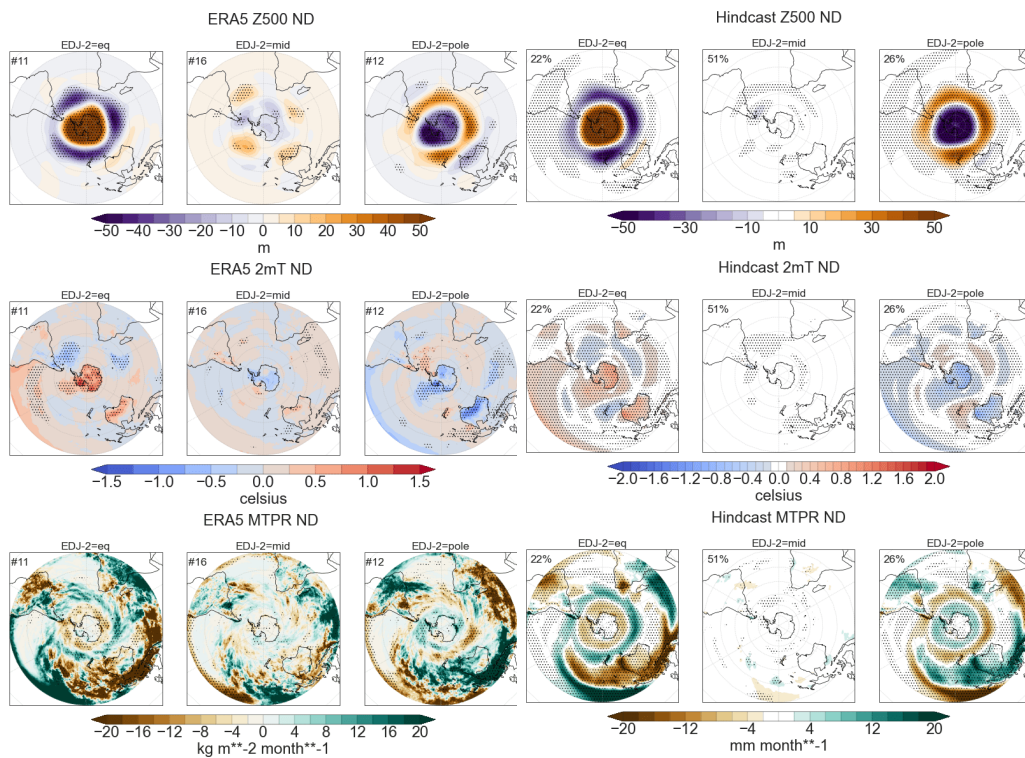 ERA5 Z500 ND
EDJ-2=eq EDJ-2=mid EDJ-2=pole
#11 #16 #12
−50 −40 −30 −20 −10 0 10 20 30 40 50
m
Hindcast Z500 ND
EDJ-2=eq EDJ-2=mid EDJ-2=pole
22% 51% 26%
−50 −30 −10 10 30 50
m
ERA5 2mT ND
EDJ-2=eq EDJ-2=mid EDJ-2=pole
#11 #16 #12
−1.5 −1.0 −0.5 0.0 0.5 1.0 1.5
celsius
Hindcast 2mT ND
EDJ-2=eq EDJ-2=mid EDJ-2=pole
22% 51% 26%
−2.0 −1.6 −1.2 −0.8 −0.4 0.0 0.4 0.8 1.2 1.6 2.0
celsius
ERA5 MTPR ND
EDJ-2=eq EDJ-2=mid EDJ-2=pole
#11 #16 #12
−20 −16 −12 −8 −4 0 4 8 12 16 20
kg m**-2 month**-1
Hindcast MTPR ND
EDJ-2=eq EDJ-2=mid EDJ-2=pole
22% 51% 26%
−20 −12 −4 4 12 20
mm month**-1